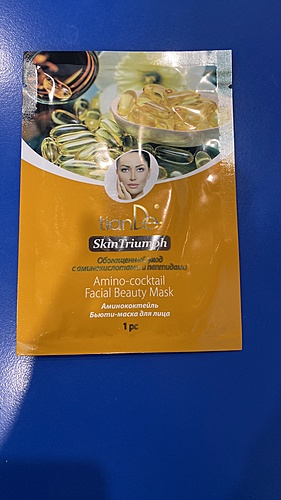 tianDe
SkinTriumph
Обогащенный уход
с аминокислотами и пептидами
Amino-cocktail
Facial Beauty Mask
Аминококтейль
Бьюти-маска для лица
1 pc